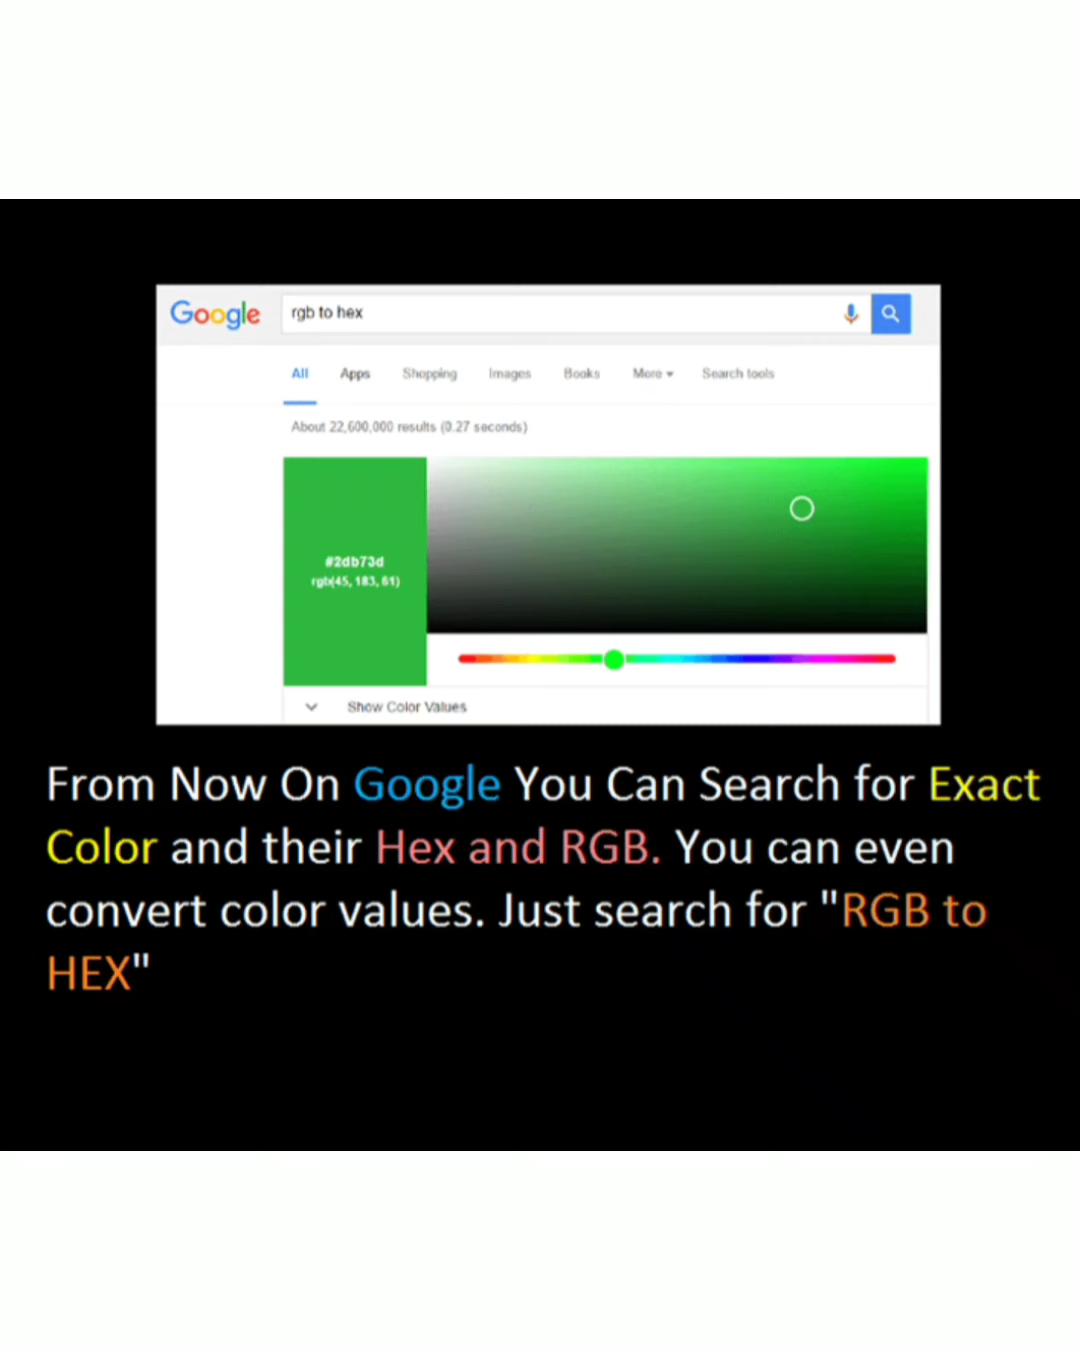 Google
rgb to hex
All Apps Shopping Images Books More Search tools
About 22,600,000 results (0.27 seconds)
#2db73d
rgb(45, 183, 61)
Show Color Values
From Now On Google You Can Search for Exact
Color and their Hex and RGB. You can even
convert color values. Just search for "RGB to
HEX"